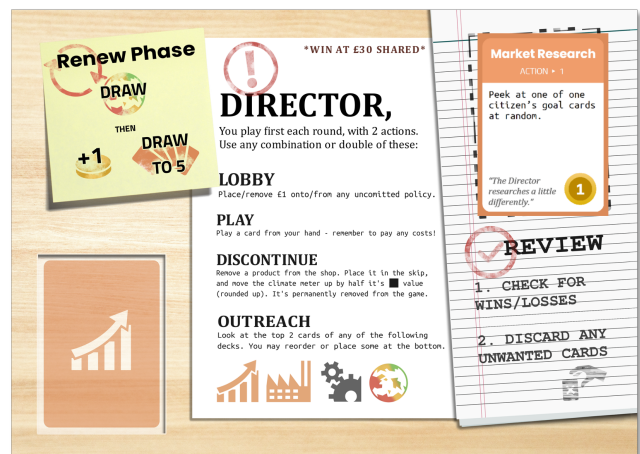 Renew Phase
DRAW
THEN
+1
DRAW
TO 5
*WIN AT £30 SHARED*
DIRECTOR,
You play first each round, with 2 actions.
Use any combination or double of these:
LOBBY
Place/remove £1 onto/from any uncomitted policy.
PLAY
Play a card from your hand - remember to pay any costs!
DISCONTINUE
Remove a product from the shop. Place it in the skip,
and move the climate meter up by half it's ■ value
(rounded up). It's permanently removed from the game.
OUTREACH
Look at the top 2 cards of any of the following
decks. You may reorder or place some at the bottom.
Market Research
ACTION ▸ 1
Peek at one of one
citizen's goal cards
at random.
"The Director
researches a little
differently."
1
REVIEW
1. CHECK FOR
WINS/LOSSES
2. DISCARD ANY
UNWANTED CARDS